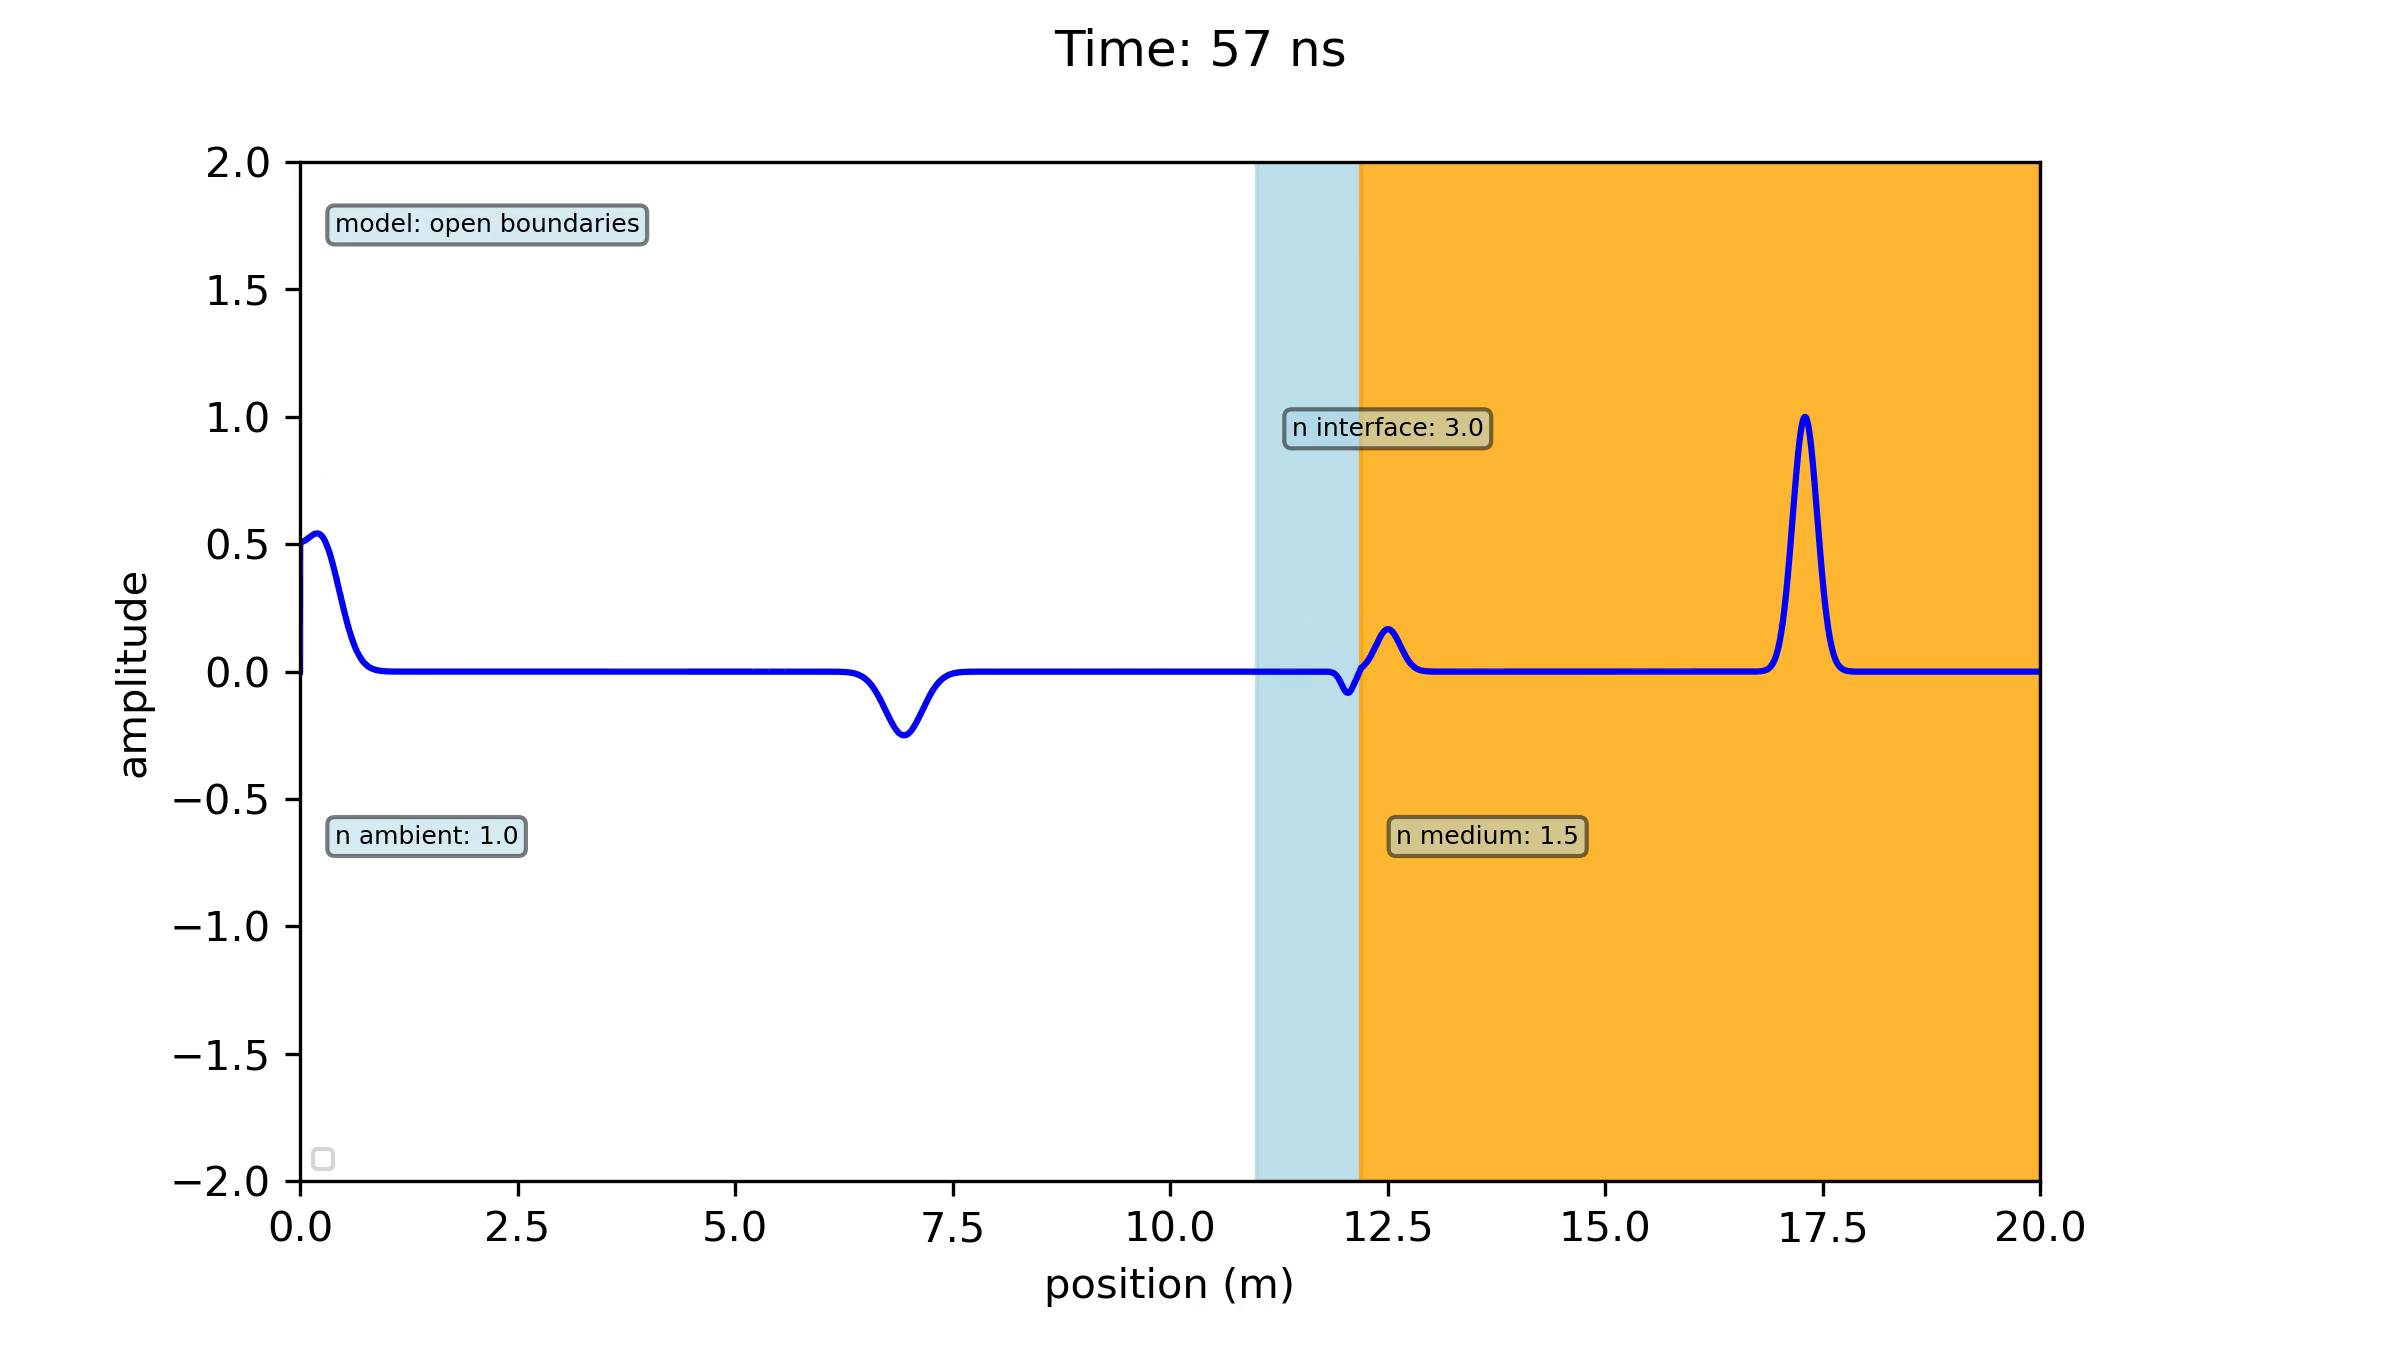 Time: 57 ns
2.0
1.5
1.0
0.5
0.0
−0.5
−1.0
−1.5
−2.0
amplitude
model: open boundaries
n interface: 3.0
n ambient: 1.0
n medium: 1.5
0.0 2.5 5.0 7.5 10.0 12.5 15.0 17.5 20.0
position (m)